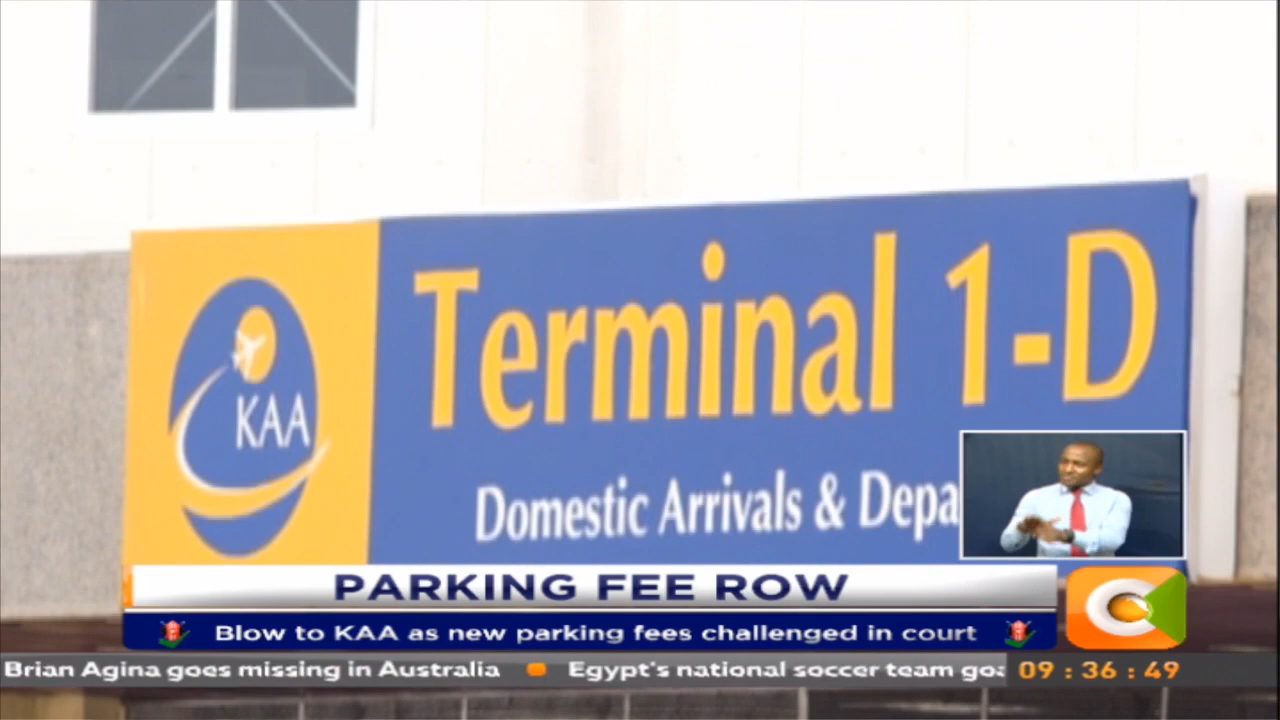 Terminal 1-D
KAA
Domestic Arrivals & Depa
PARKING FEE ROW
Blow to KAA as new parking fees challenged in court
Brian Agina goes missing in Australia
Egypt's national soccer team goa
09 : 36 : 49